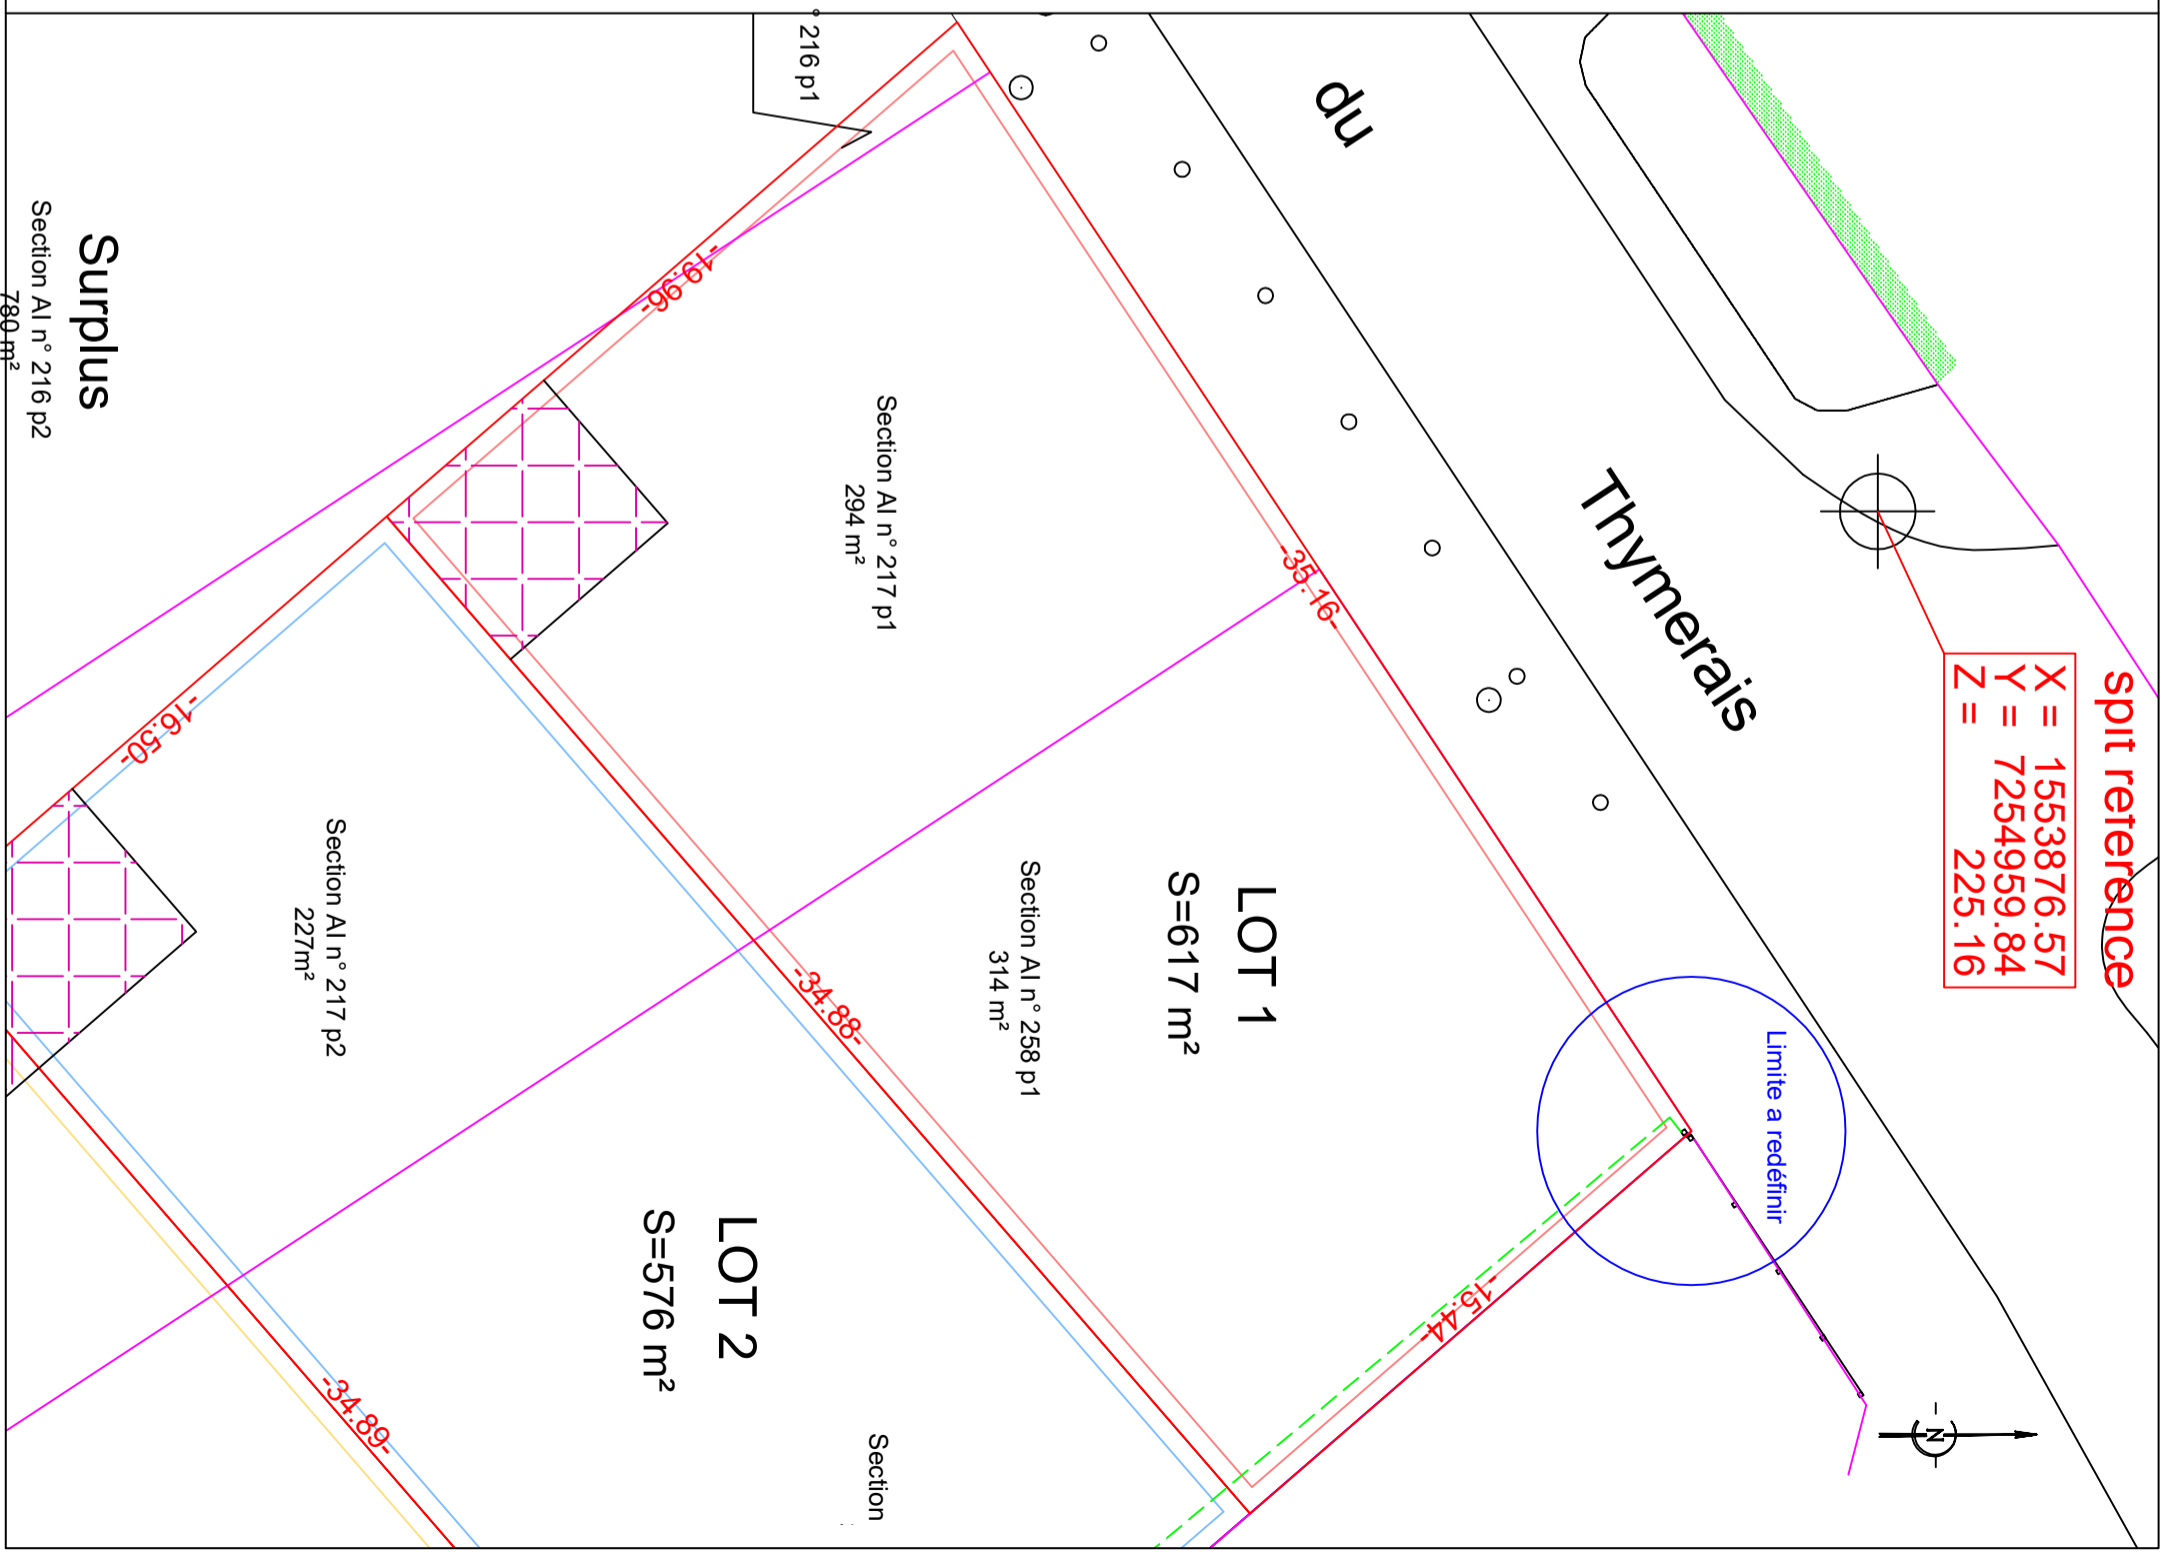 spit reference
X = 1553876.57
Y = 7254959.84
Z = 225.16
du
Thymerais
Limite a redéfinir
N
° 216 p1
-19.96-
-35.16-
Section AI n° 217 p1
294 m²
LOT 1
S=617 m²
Section AI n° 258 p1
314 m²
-15.44-
-34.88-
Surplus
Section AI n° 216 p2
780 m²
-16.50-
Section AI n° 217 p2
227m²
LOT 2
S=576 m²
Section
-34.89-